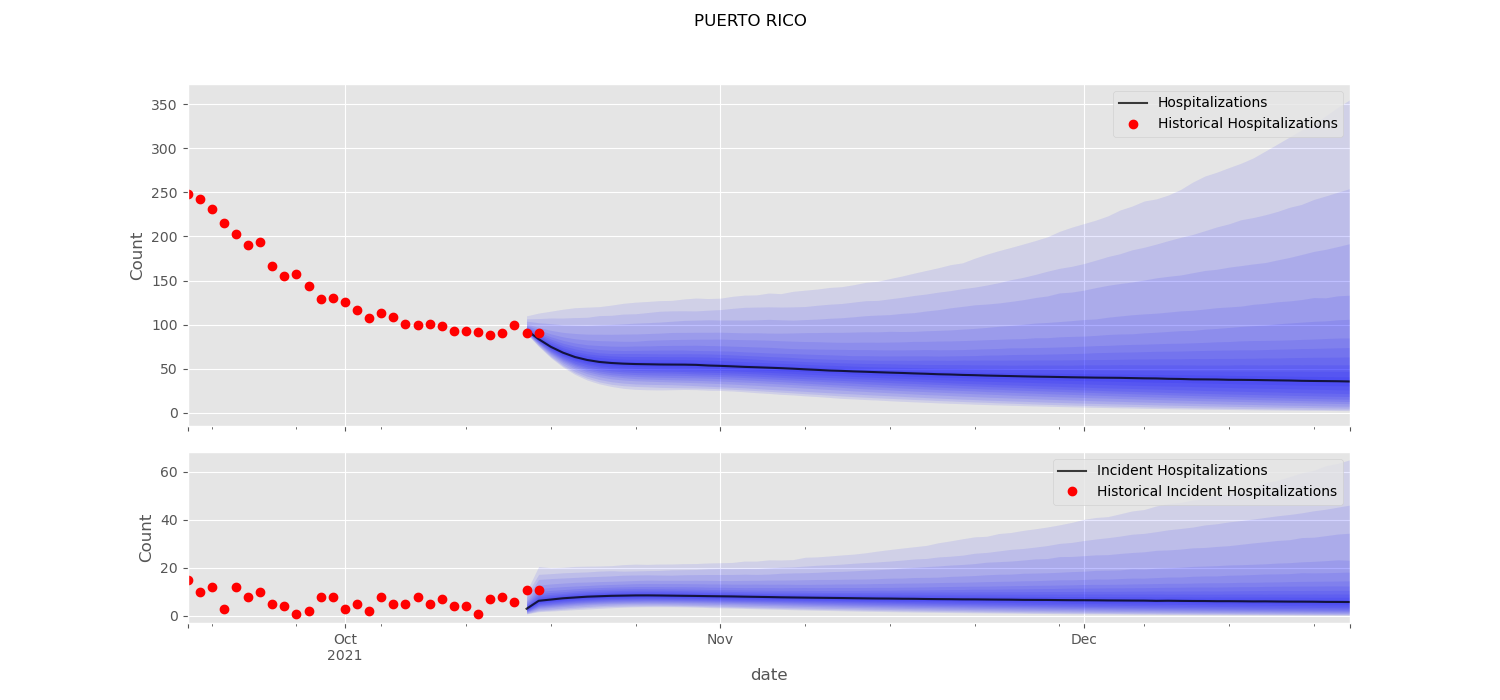 PUERTO RICO
350
300
250
200
150
100
50
0
Count
Hospitalizations
Historical Hospitalizations
60
40
20
0
Count
Incident Hospitalizations
Historical Incident Hospitalizations
Oct
2021
Nov
Dec
date